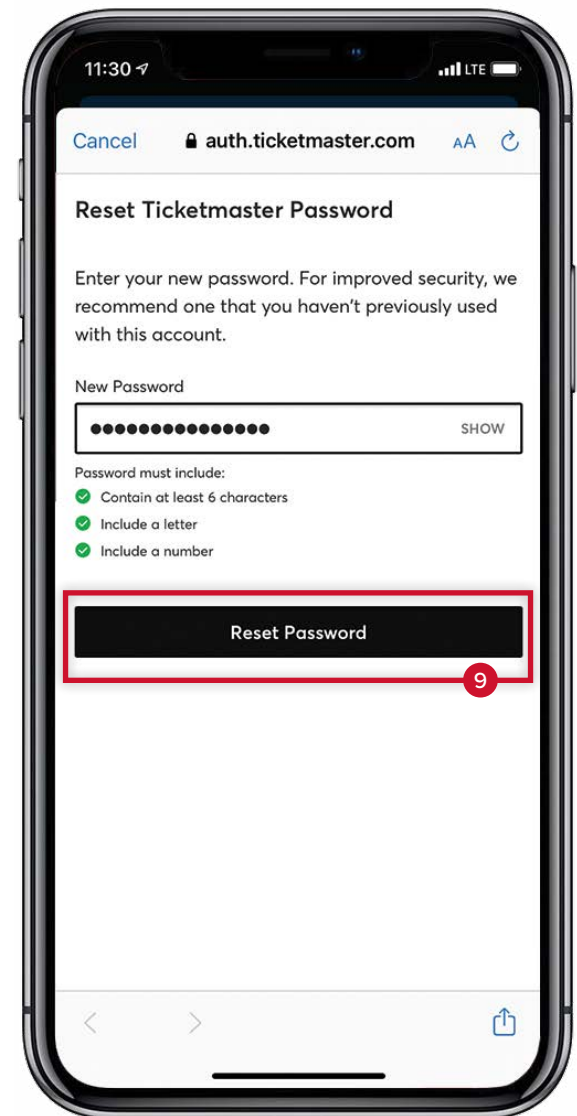 11:30
LTE
Cancel auth.ticketmaster.com AA
Reset Ticketmaster Password
Enter your new password. For improved security, we
recommend one that you haven't previously used
with this account.
New Password
●●●●●●●●●●●●●●● SHOW
Password must include:
Contain at least 6 characters
Include a letter
Include a number
Reset Password
9